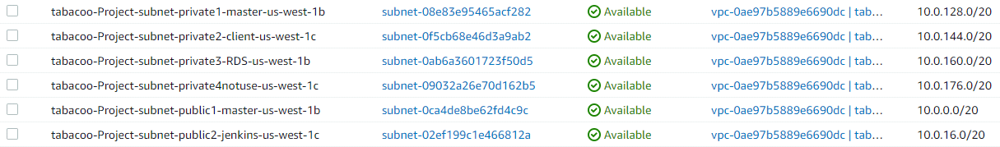 tabacoo-Project-subnet-private1-master-us-west-1b subnet-08e83e95465acf282 Available vpc-0ae97b5889e6690dc | tab... 10.0.128.0/20
tabacoo-Project-subnet-private2-client-us-west-1c subnet-0f5cb68e46d3a9ab2 Available vpc-0ae97b5889e6690dc | tab... 10.0.144.0/20
tabacoo-Project-subnet-private3-RDS-us-west-1b subnet-0ab6a3601723f50d5 Available vpc-0ae97b5889e6690dc | tab... 10.0.160.0/20
tabacoo-Project-subnet-private4notuse-us-west-1c subnet-09032a26e70d162b5 Available vpc-0ae97b5889e6690dc | tab... 10.0.176.0/20
tabacoo-Project-subnet-public1-master-us-west-1b subnet-0ca4de8be62fd4c9c Available vpc-0ae97b5889e6690dc | tab... 10.0.0.0/20
tabacoo-Project-subnet-public2-jenkins-us-west-1c subnet-02ef199c1e466812a Available vpc-0ae97b5889e6690dc | tab... 10.0.16.0/20